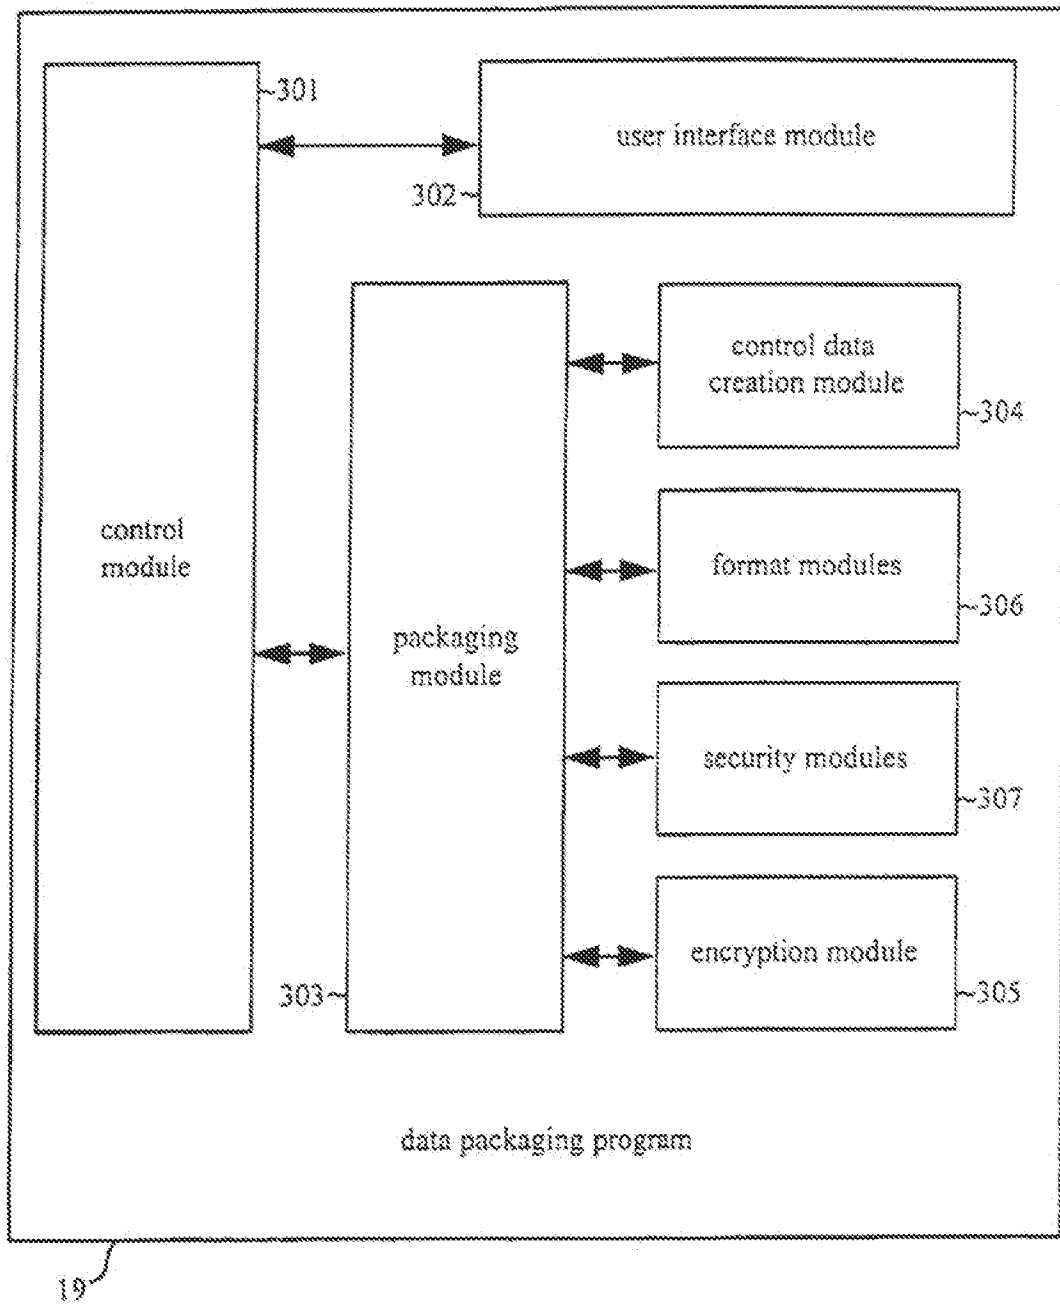 301
user interface module
302
control data
creation module
304
control
module
format modules
306
packaging
module
security modules
307
encryption module
303
305
data packaging program
19